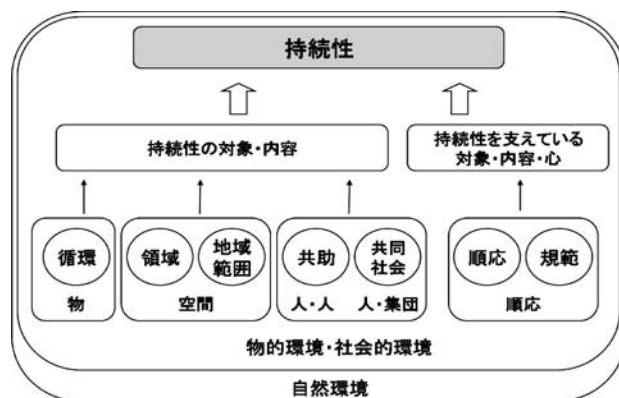 持続性
持続性の対象・内容
持続性を支えている
対象・内容・心
循環
領域
地域
範囲
共助
共同
社会
順応
規範
物
空間
人・人
人・集団
順応
物的環境・社会的環境
自然環境